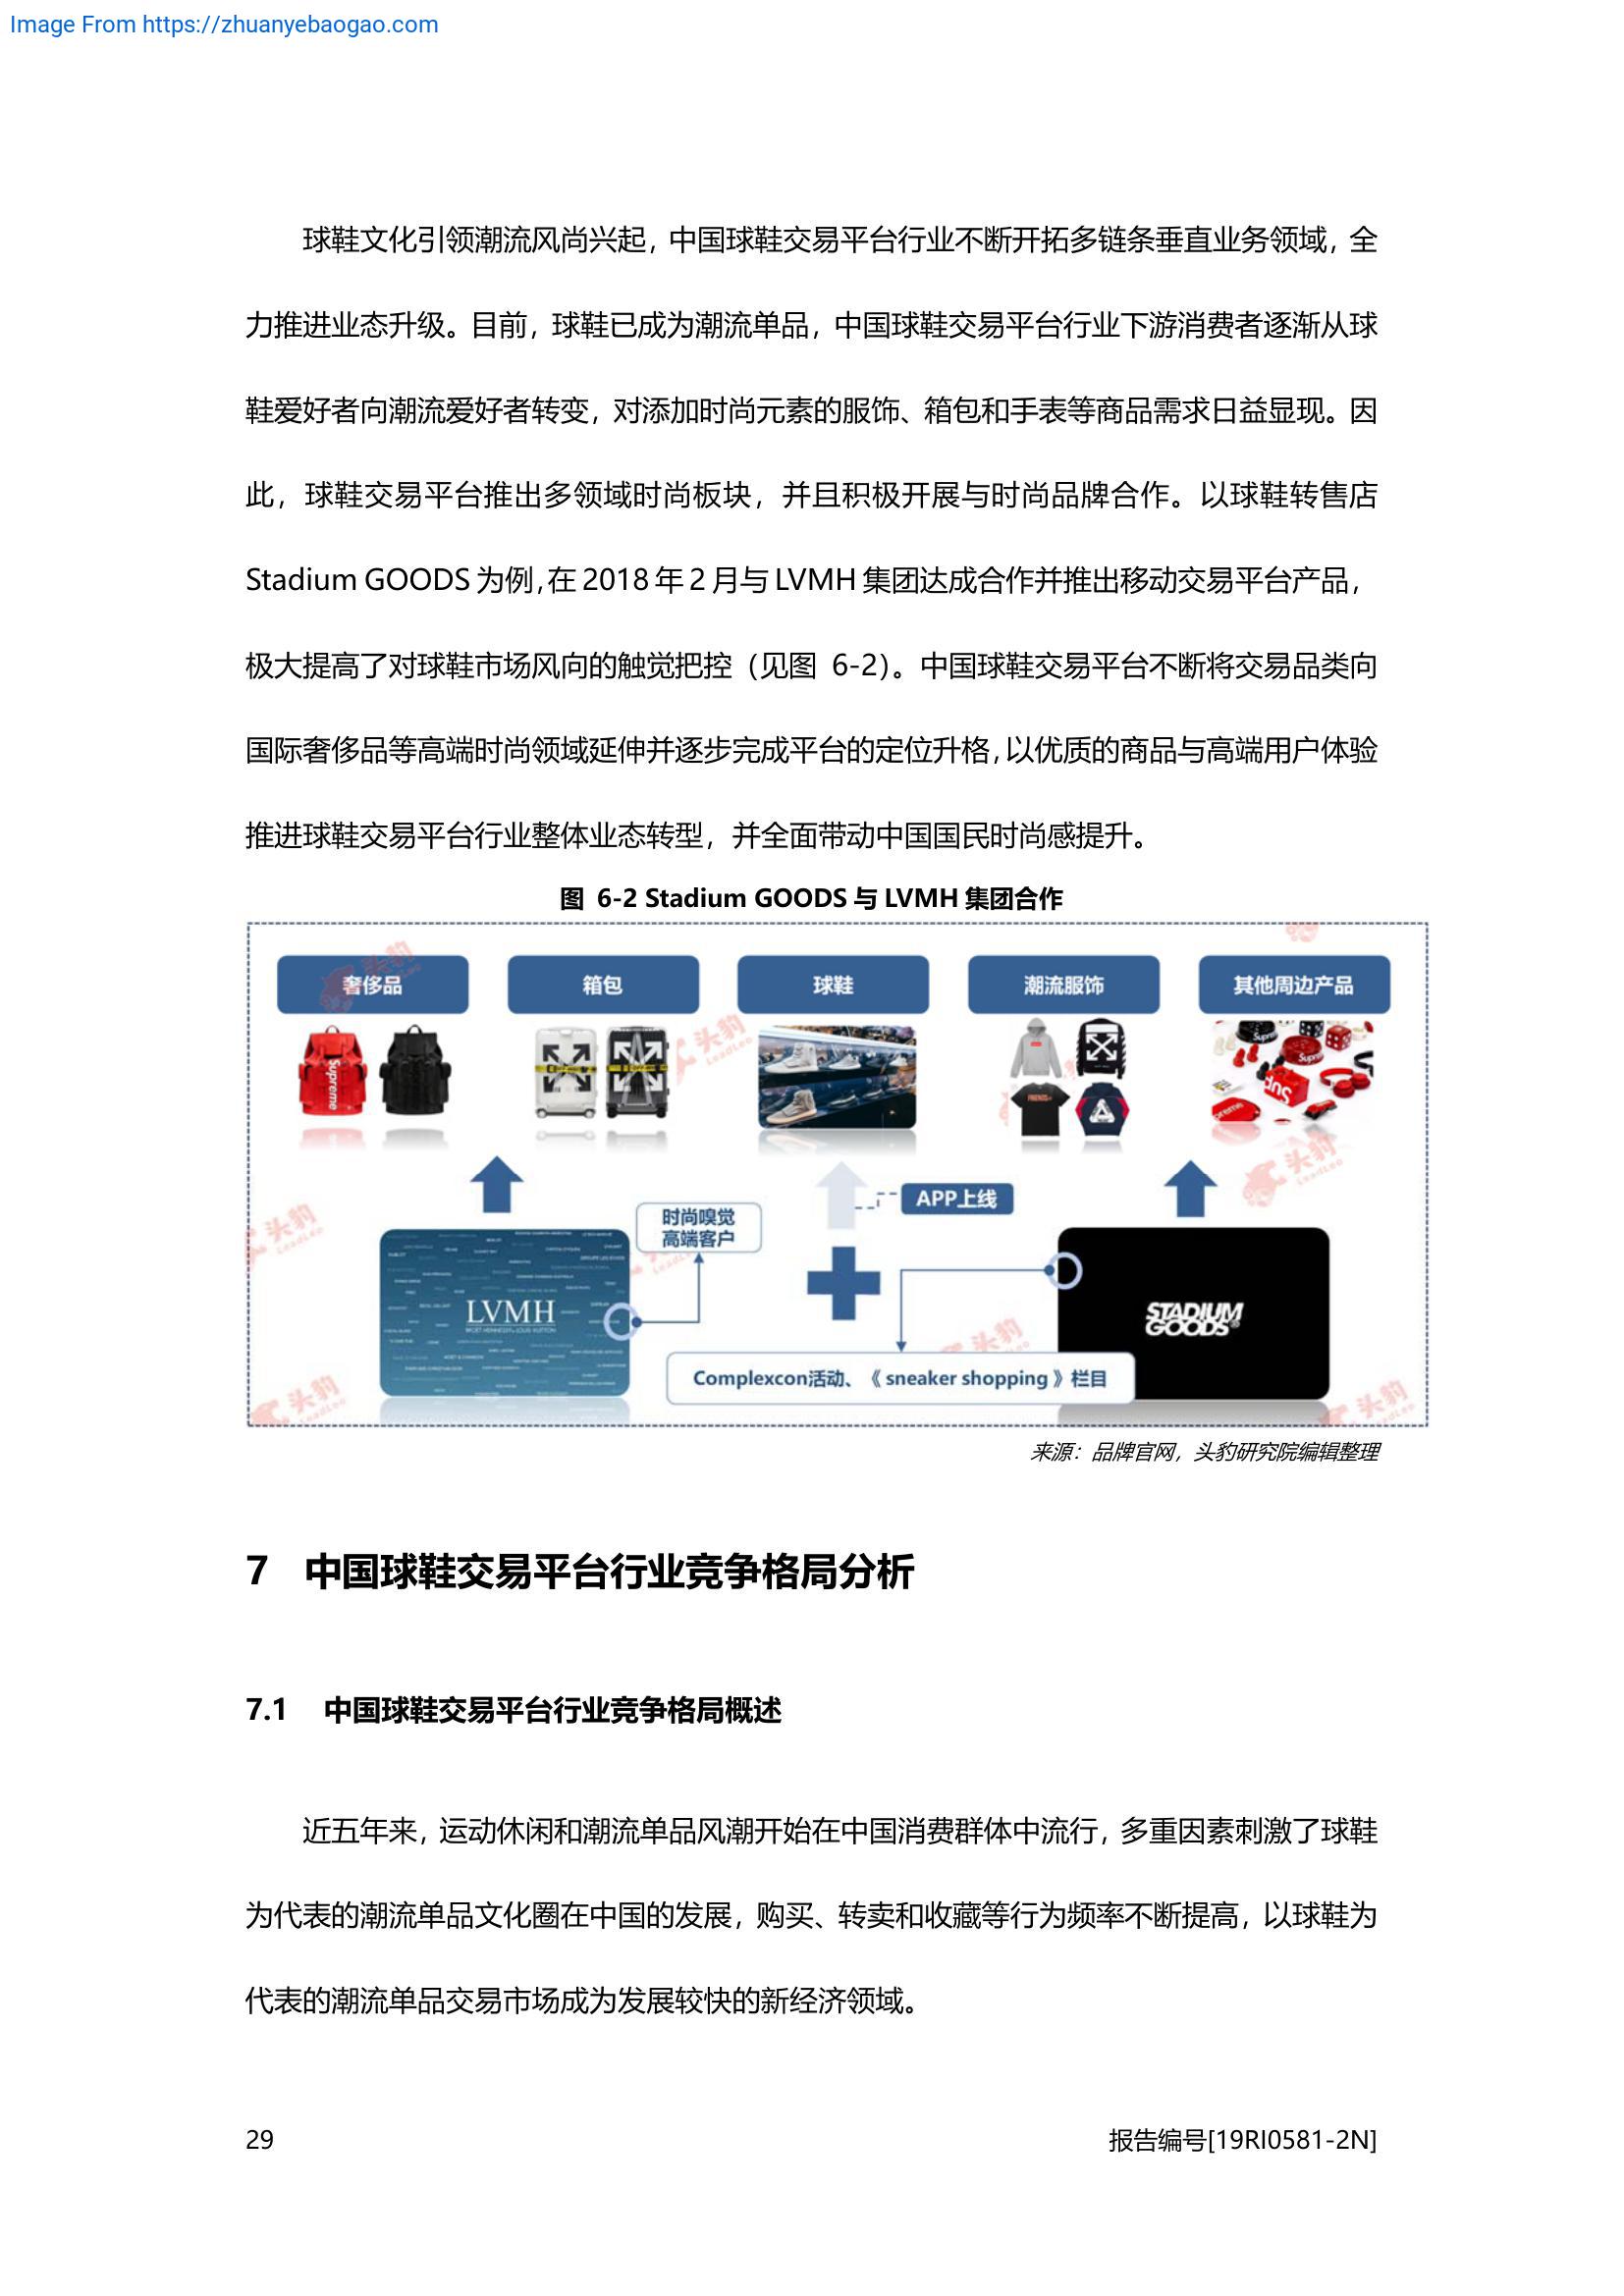 Image From https://zhuanyebaogao.com
球鞋文化引领潮流风尚兴起，中国球鞋交易平台行业不断开拓多链条垂直业务领域，全
力推进业态升级。目前，球鞋已成为潮流单品，中国球鞋交易平台行业下游消费者逐渐从球
鞋爱好者向潮流爱好者转变，对添加时尚元素的服饰、箱包和手表等商品需求日益显现。因
此，球鞋交易平台推出多领域时尚板块，并且积极开展与时尚品牌合作。以球鞋转售店
Stadium GOODS 为例，在 2018 年 2 月与 LVMH 集团达成合作并推出移动交易平台产品，
极大提高了对球鞋市场风向的触觉把控（见图 6-2）。中国球鞋交易平台不断将交易品类向
国际奢侈品等高端时尚领域延伸并逐步完成平台的定位升格，以优质的商品与高端用户体验
推进球鞋交易平台行业整体业态转型，并全面带动中国国民时尚感提升。
图 6-2 Stadium GOODS 与 LVMH 集团合作
奢侈品 箱包 球鞋 潮流服饰 其他周边产品
Supreme
头豹
LeadLeo
APP上线
时尚嗅觉
高端客户
LVMH
MOËT HENNESSY. LOUIS VUITTON
STADIUM
GOODS®
Complexcon活动、《 sneaker shopping 》栏目
来源：品牌官网，头豹研究院编辑整理
7 中国球鞋交易平台行业竞争格局分析
7.1 中国球鞋交易平台行业竞争格局概述
近五年来，运动休闲和潮流单品风潮开始在中国消费群体中流行，多重因素刺激了球鞋
为代表的潮流单品文化圈在中国的发展，购买、转卖和收藏等行为频率不断提高，以球鞋为
代表的潮流单品交易市场成为发展较快的新经济领域。
29 报告编号[19RI0581-2N]